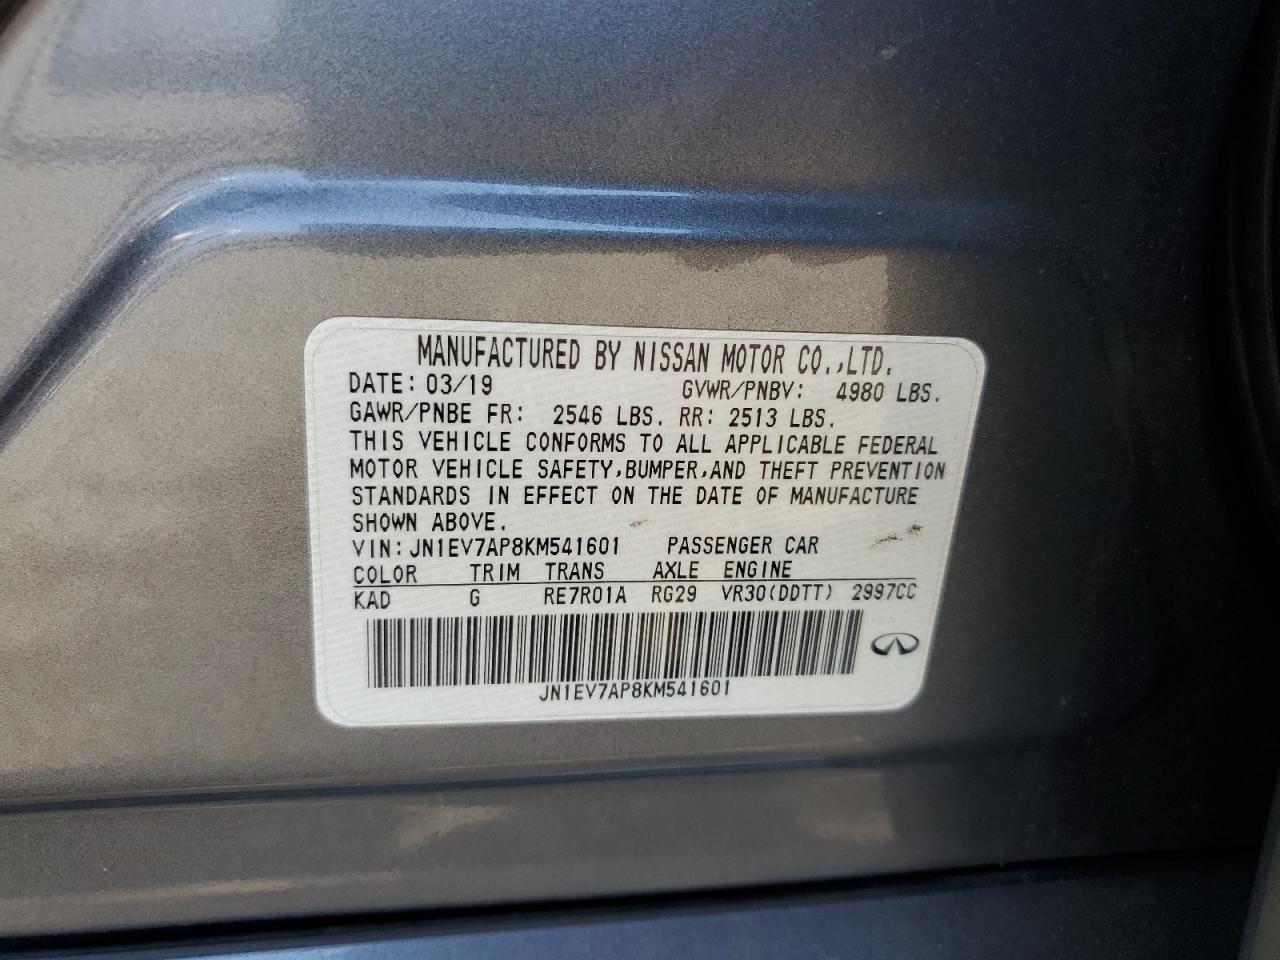 MANUFACTURED BY NISSAN MOTOR CO.,LTD.
DATE: 03/19 GVWR/PNBV: 4980 LBS.
GAWR/PNBE FR: 2546 LBS. RR: 2513 LBS.
THIS VEHICLE CONFORMS TO ALL APPLICABLE FEDERAL
MOTOR VEHICLE SAFETY,BUMPER,AND THEFT PREVENTION
STANDARDS IN EFFECT ON THE DATE OF MANUFACTURE
SHOWN ABOVE.
VIN: JN1EV7AP8KM541601 PASSENGER CAR
COLOR TRIM TRANS AXLE ENGINE
KAD G RE7R01A RG29 VR30(DDTT) 2997CC
JN1EV7AP8KM541601